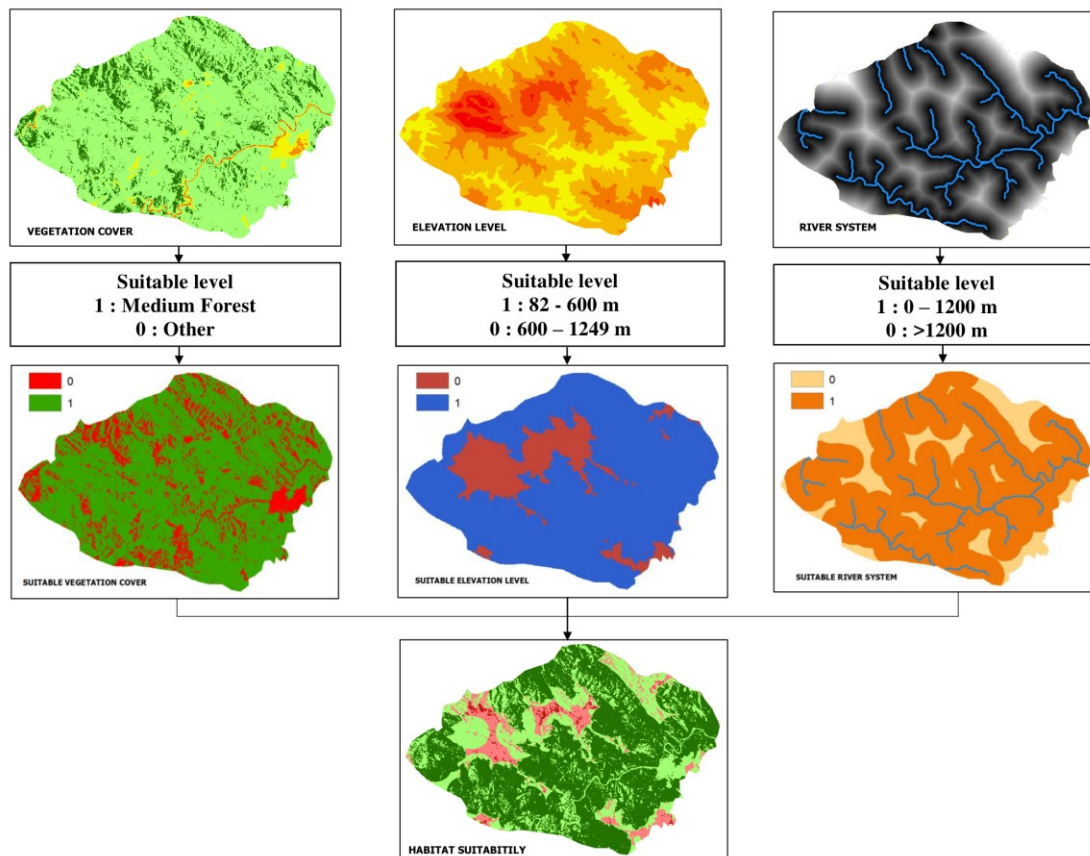 VEGETATION COVER
ELEVATION LEVEL
RIVER SYSTEM
Suitable level
1 : Medium Forest
0 : Other
Suitable level
1 : 82 - 600 m
0 : 600 – 1249 m
Suitable level
1 : 0 – 1200 m
0 : >1200 m
0
1
SUITABLE VEGETATION COVER
0
1
SUITABLE ELEVATION LEVEL
0
1
SUITABLE RIVER SYSTEM
HABITAT SUITABITILY